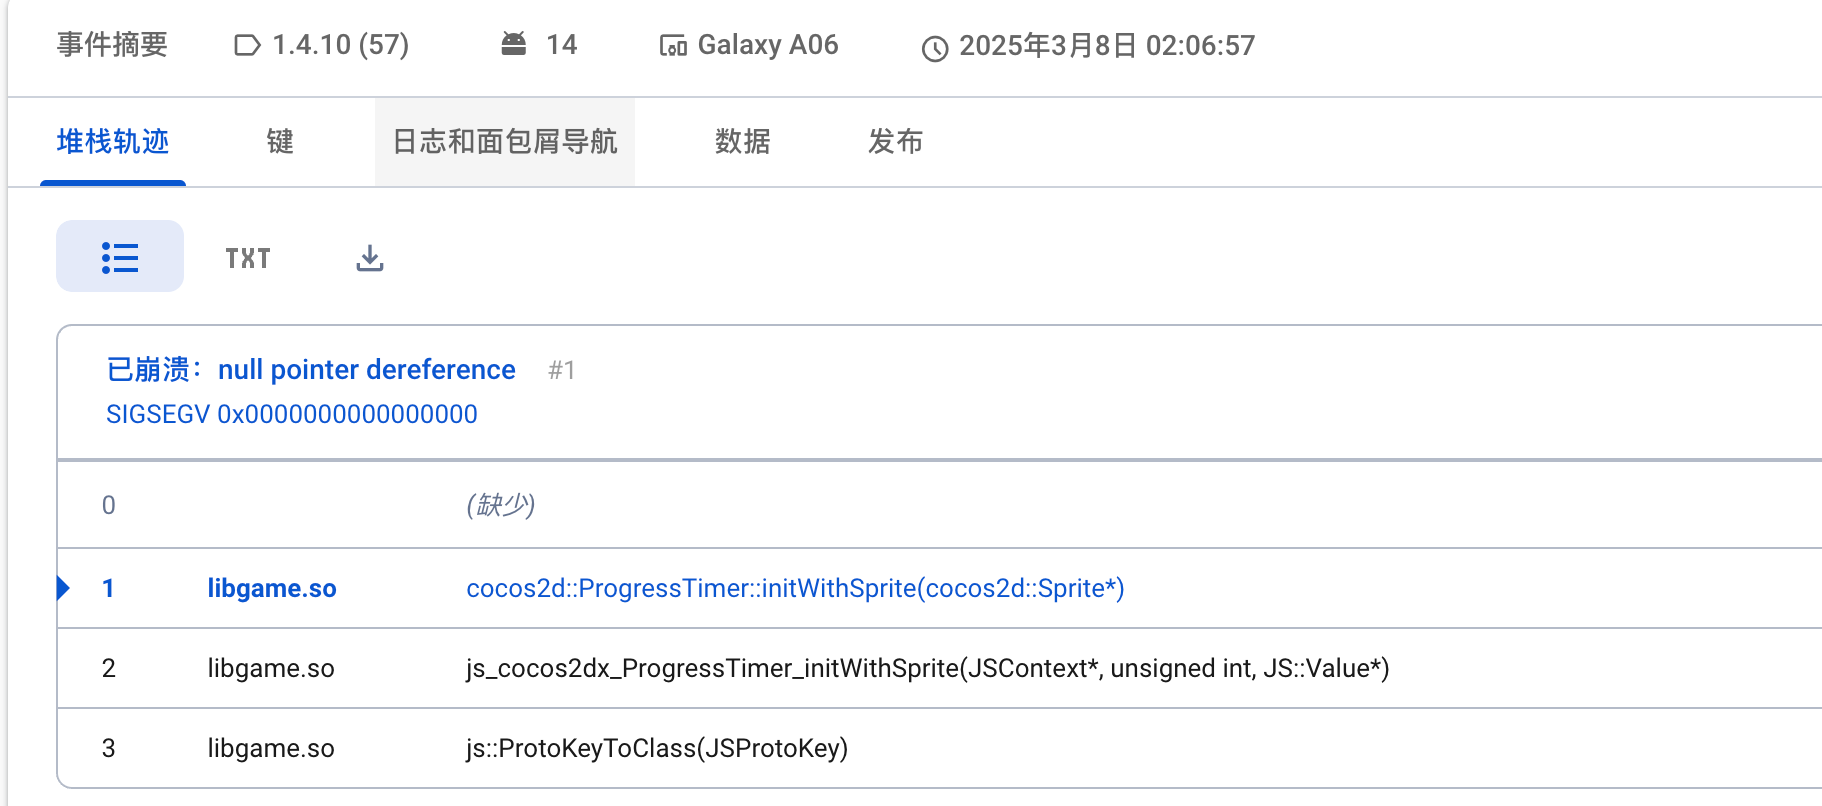 事件摘要 1.4.10 (57) 14 Galaxy A06 2025年3月8日 02:06:57
堆栈轨迹 键 日志和面包屑导航 数据 发布
TXT
已崩溃： null pointer dereference #1
SIGSEGV 0x0000000000000000
0 (缺少)
1 libgame.so cocos2d::ProgressTimer::initWithSprite(cocos2d::Sprite*)
2 libgame.so js_cocos2dx_ProgressTimer_initWithSprite(JSContext*, unsigned int, JS::Value*)
3 libgame.so js::ProtoKeyToClass(JSProtoKey)